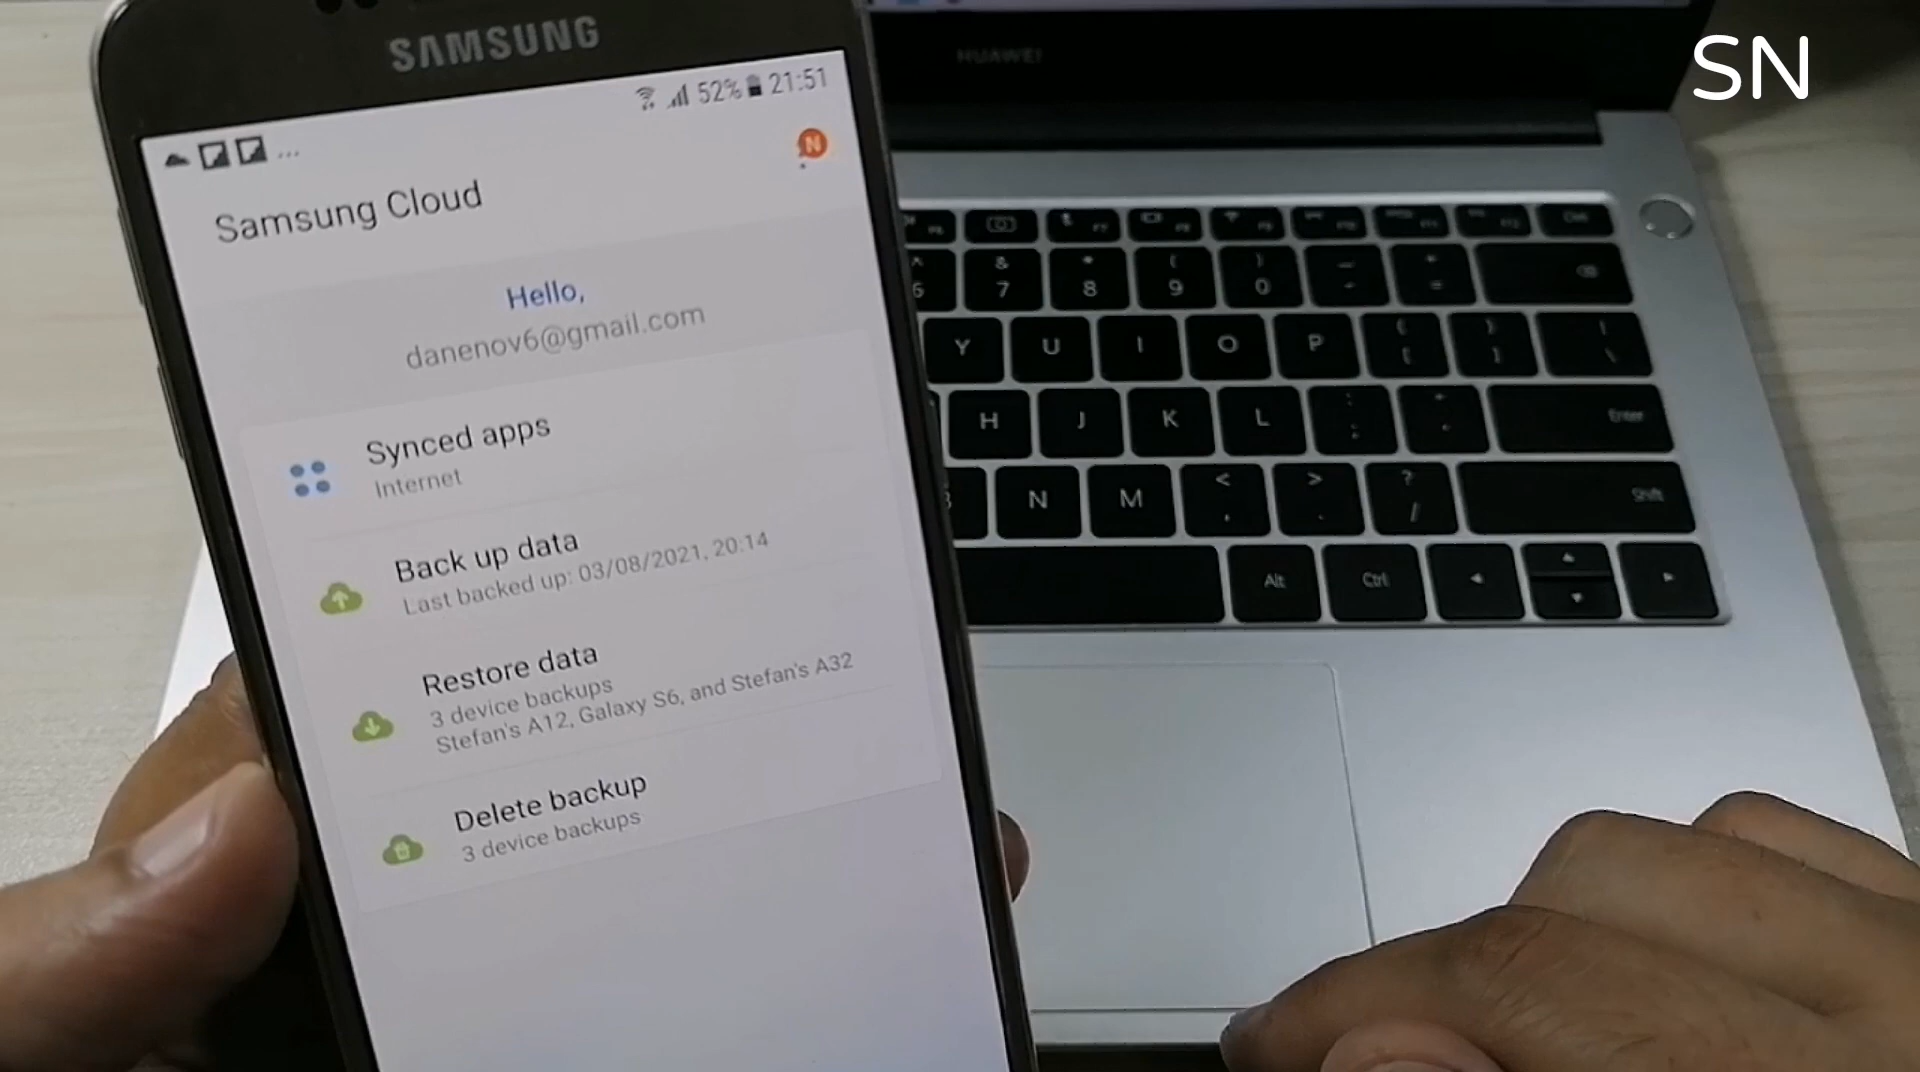 SAMSUNG
52% 21:51
N
Samsung Cloud
Hello,
danenov6@gmail.com
Synced apps
Internet
Back up data
Last backed up: 03/08/2021, 20:14
Restore data
3 device backups
Stefan's A12, Galaxy S6, and Stefan's A32
Delete backup
3 device backups
HUAWEI
SN
& * ( )
6 7 8 9 0
Y U I O P { }
[ ] \
H J K L : ; Enter
N M < > ? Shift
, . /
Alt Ctrl